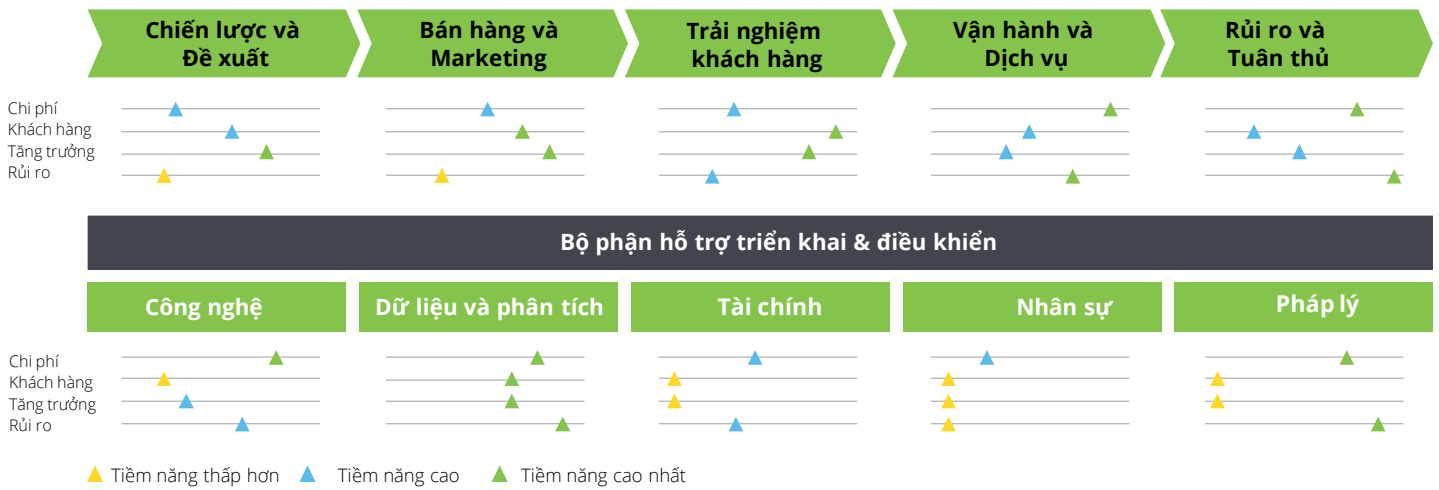 Chiến lược và
Đề xuất
Bán hàng và
Marketing
Trải nghiệm
khách hàng
Vận hành và
Dịch vụ
Rủi ro và
Tuân thủ
Chi phí
Khách hàng
Tăng trưởng
Rủi ro
Bộ phận hỗ trợ triển khai & điều khiển
Công nghệ
Dữ liệu và phân tích
Tài chính
Nhân sự
Pháp lý
Chi phí
Khách hàng
Tăng trưởng
Rủi ro
Tiềm năng thấp hơn
Tiềm năng cao
Tiềm năng cao nhất